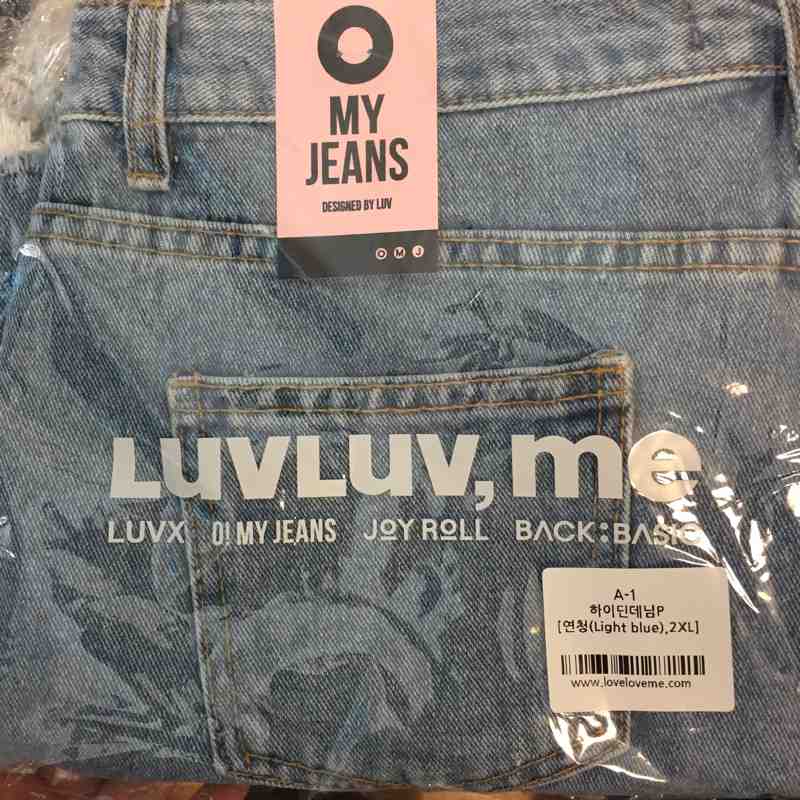 O
MY
JEANS
DESIGNED BY LUV
O M J
LUVLUV,me
LUVX O! MY JEANS JOY ROLL BACK:BASIC
A-1
하이딘데님P
[연청(Light blue),2XL]
www.loveloveme.com